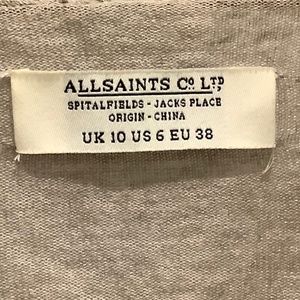 ALLSAINTS Cº LTD
SPITALFIELDS - JACKS PLACE
ORIGIN - CHINA
UK 10 US 6 EU 38